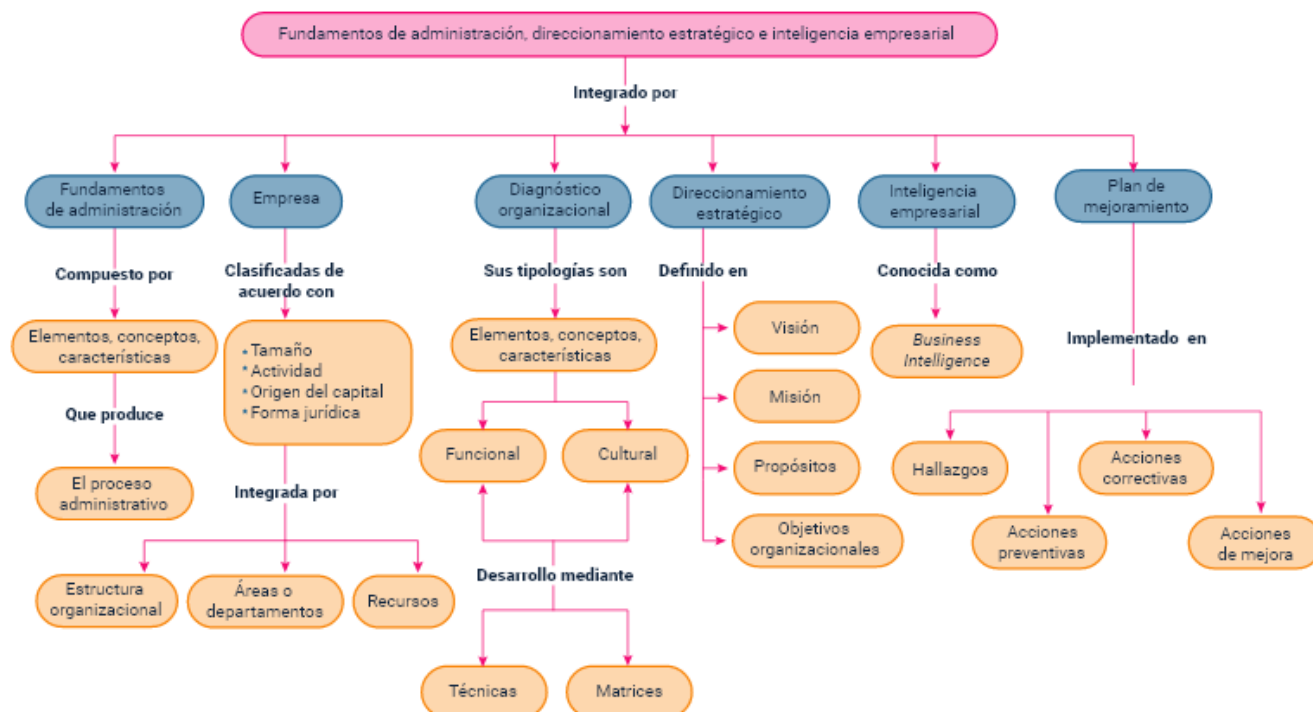 Fundamentos de administración, direccionamiento estratégico e inteligencia empresarial
Integrado por
Fundamentos
de administración
Empresa
Diagnóstico
organizacional
Direccionamiento
estratégico
Inteligencia
empresarial
Plan de
mejoramiento
Compuesto por
Clasificadas de
acuerdo con
Sus tipologías son
Definido en
Conocida como
Implementado en
Elementos, conceptos,
características
• Tamaño
• Actividad
• Origen del capital
• Forma jurídica
Elementos, conceptos,
características
Visión
Misión
Propósitos
Objetivos
organizacionales
Business
Intelligence
Que produce
El proceso
administrativo
Integrada por
Estructura
organizacional
Áreas o
departamentos
Recursos
Funcional
Cultural
Desarrollo mediante
Técnicas
Matrices
Hallazgos
Acciones
correctivas
Acciones
preventivas
Acciones
de mejora